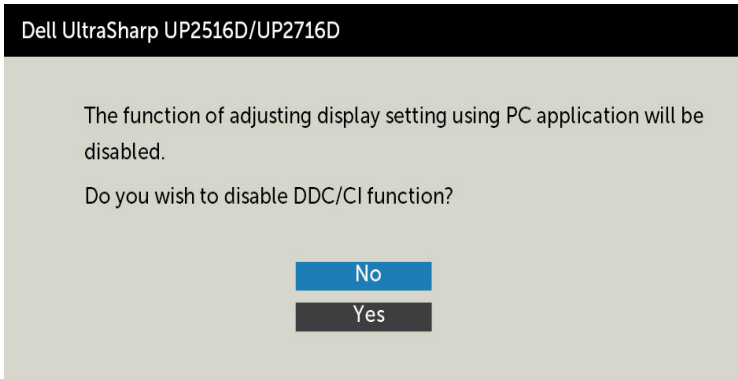 Dell UltraSharp UP2516D/UP2716D
The function of adjusting display setting using PC application will be
disabled.
Do you wish to disable DDC/CI function?
No
Yes